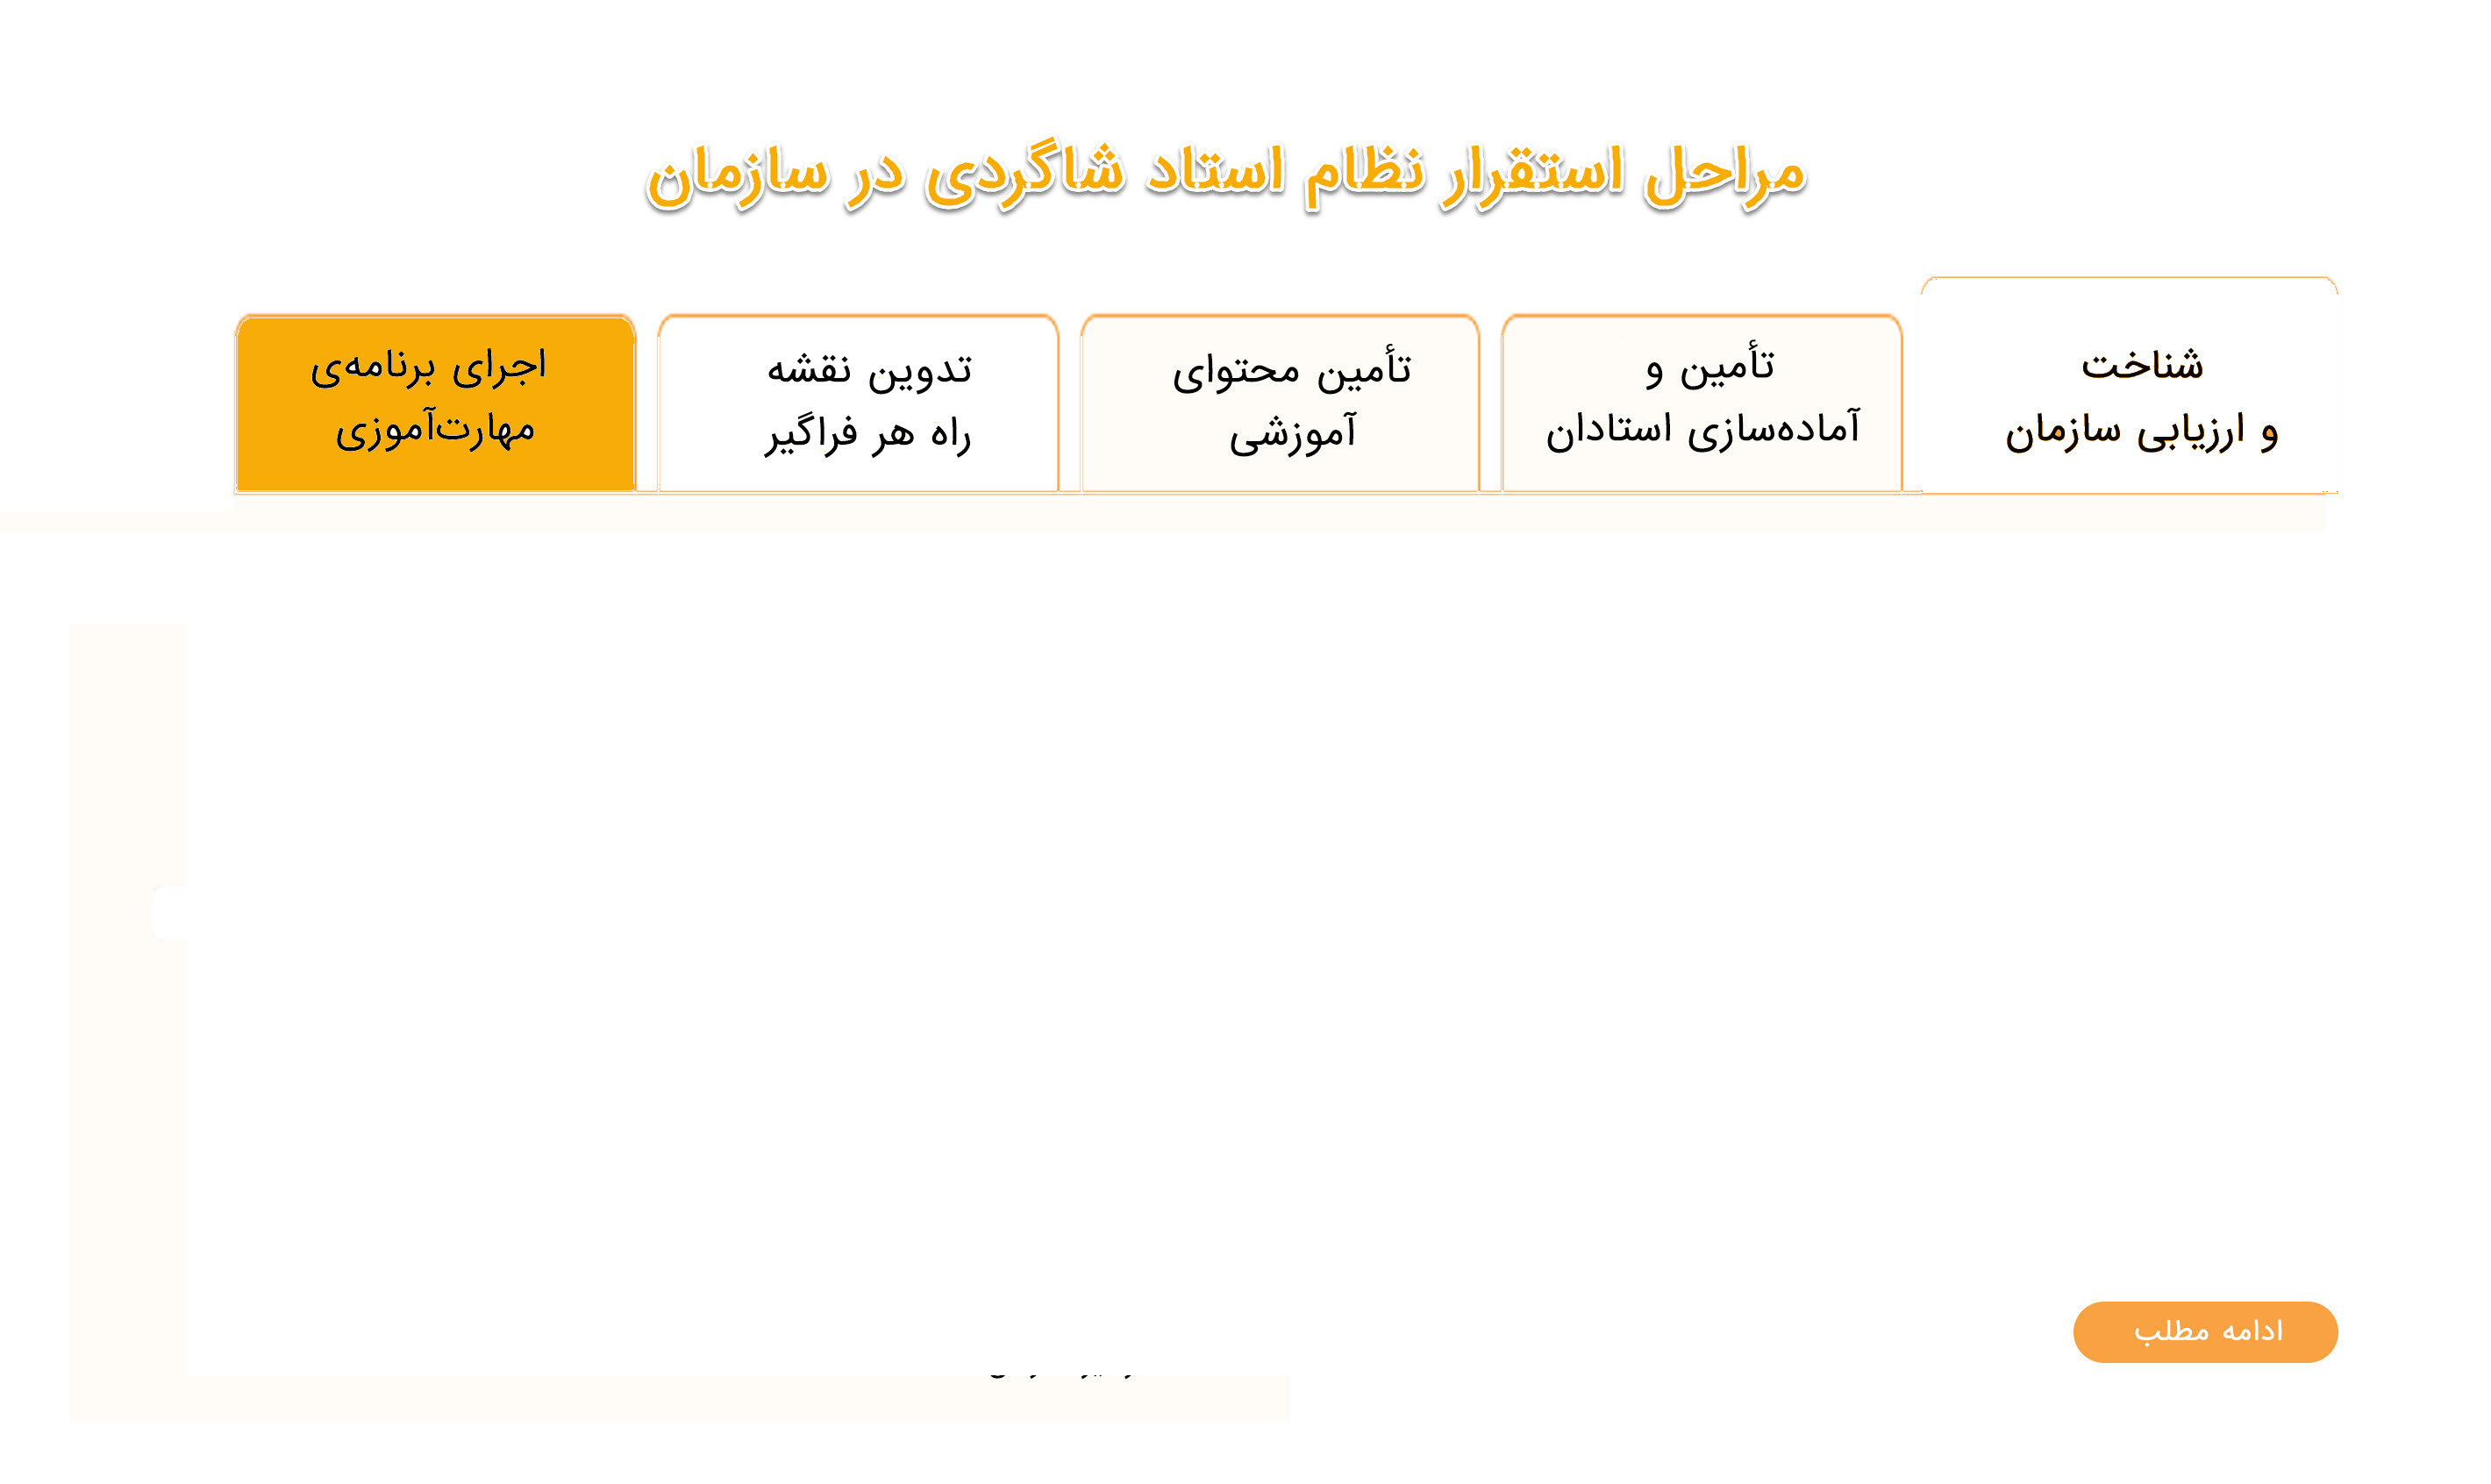 مراحل استقرار نظام استاد شاگردی در سازمان
شناخت
و ارزیابی سازمان
تأمین و
آماده‌سازی استادان
تأمین محتوای
آموزشی
تدوین نقشه
راه هر فراگیر
اجرای برنامه‌ی
مهارت‌آموزی
ادامه مطلب